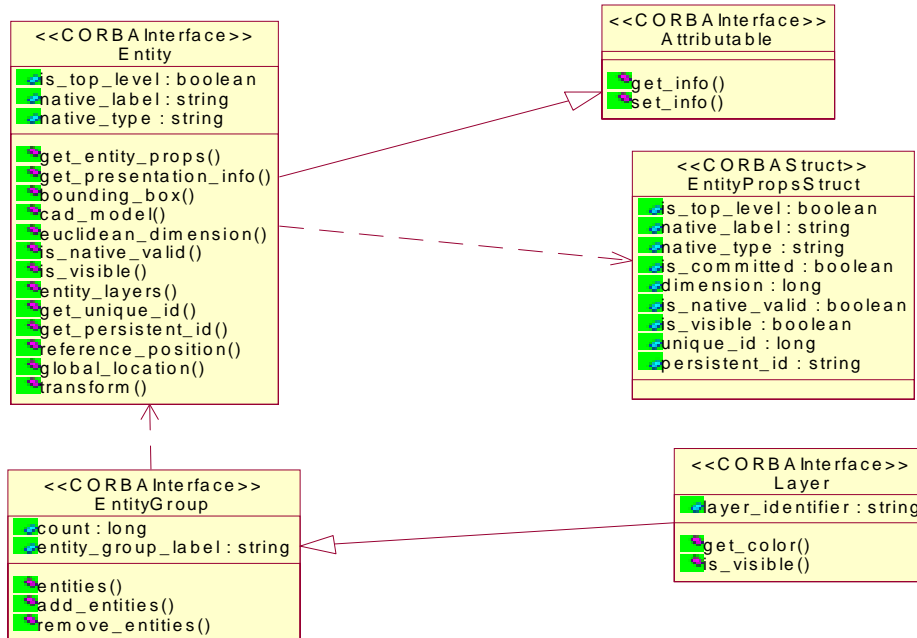 <<CORBAInterface>>
Entity
is_top_level : boolean
native_label : string
native_type : string
get_entity_props()
get_presentation_info()
bounding_box()
cad_model()
euclidean_dimension()
is_native_valid()
is_visible()
entity_layers()
get_unique_id()
get_persistent_id()
reference_position()
global_location()
transform()
<<CORBAInterface>>
Attributable
get_info()
set_info()
<<CORBAStruct>>
EntityPropsStruct
is_top_level : boolean
native_label : string
native_type : string
is_committed : boolean
dimension : long
is_native_valid : boolean
is_visible : boolean
unique_id : long
persistent_id : string
<<CORBAInterface>>
EntityGroup
count : long
entity_group_label : string
entities()
add_entities()
remove_entities()
<<CORBAInterface>>
Layer
layer_identifier : string
get_color()
is_visible()